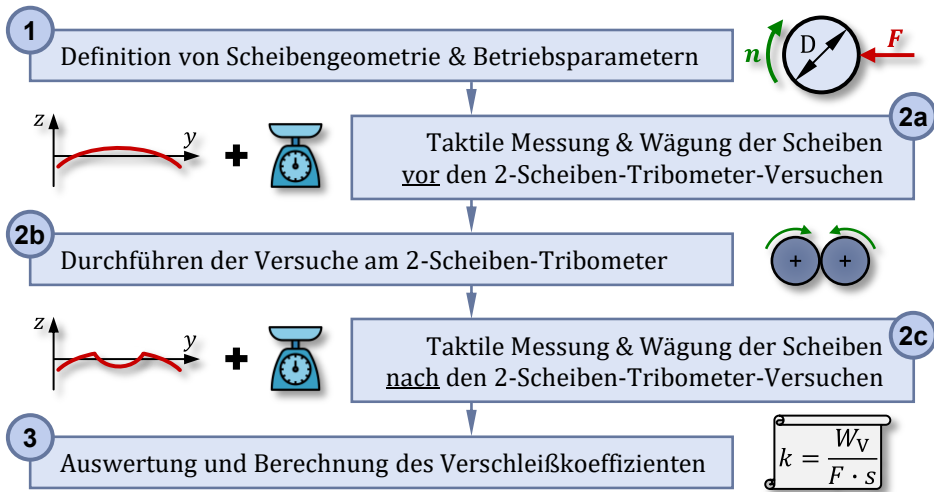 1
Definition von Scheibengeometrie & Betriebsparametern
n
D
F
z
y
2a
Taktile Messung & Wägung der Scheiben
vor den 2-Scheiben-Tribometer-Versuchen
2b
Durchführen der Versuche am 2-Scheiben-Tribometer
z
y
2c
Taktile Messung & Wägung der Scheiben
nach den 2-Scheiben-Tribometer-Versuchen
3
Auswertung und Berechnung des Verschleißkoeffizienten
k = W_V / (F · s)